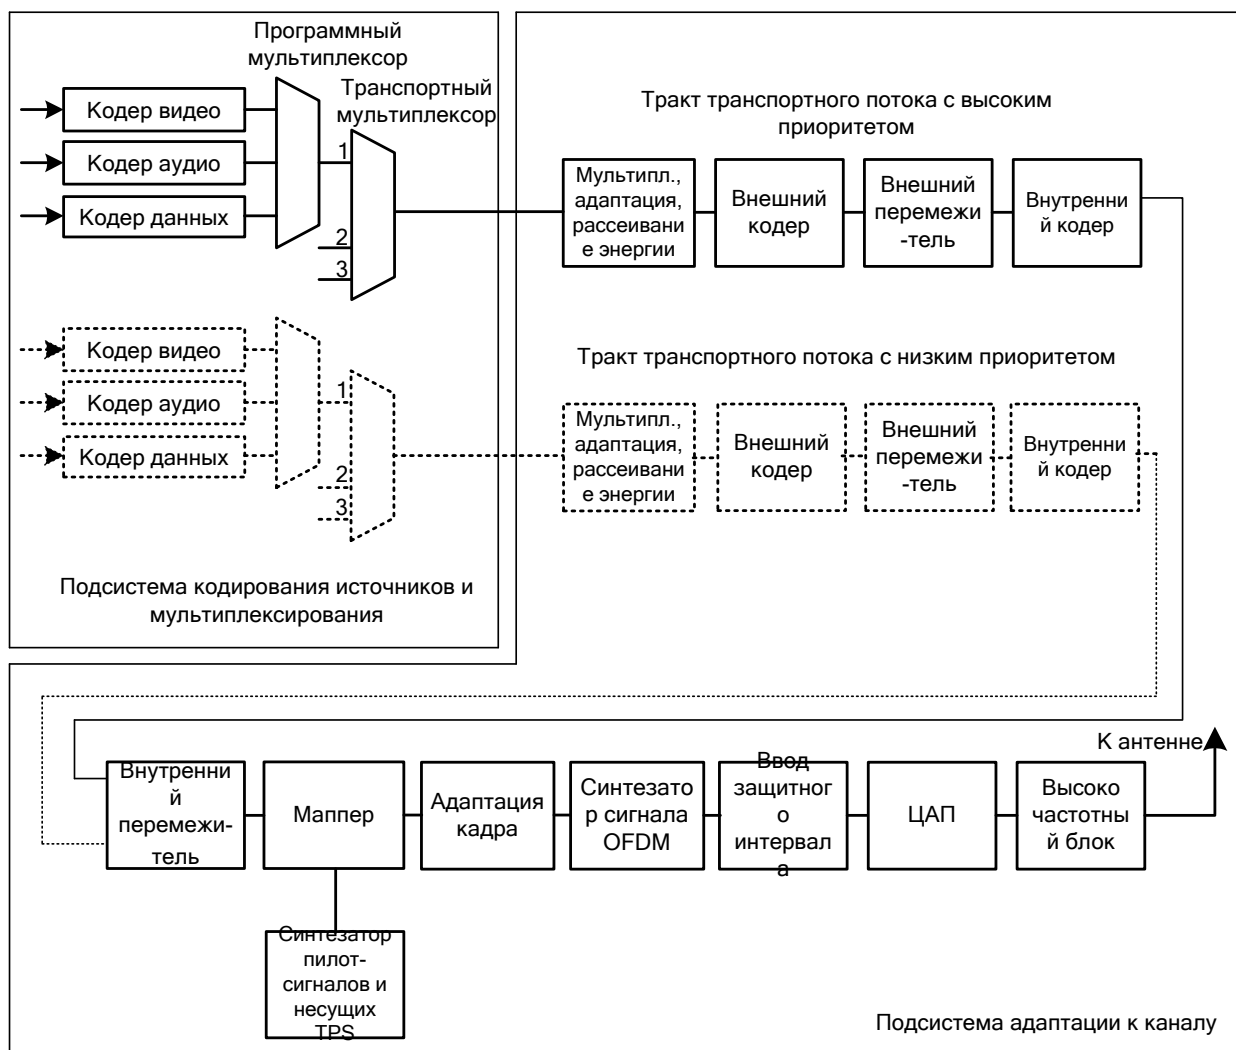 Программный
мультиплексор
Транспортный
мультиплексор
Кодер видео
Кодер аудио
Кодер данных
1
2
3
Тракт транспортного потока с высоким
приоритетом
Мультипл.,
адаптация,
рассеивани
е энергии
Внешний
кодер
Внешний
перемежи
-тель
Внутренни
й кодер
Кодер видео
Кодер аудио
Кодер данных
1
2
3
Тракт транспортного потока с низким приоритетом
Мультипл.,
адаптация,
рассеивани
е энергии
Внешний
кодер
Внешний
перемежи
-тель
Внутренни
й кодер
Подсистема кодирования источников и
мультиплексирования
К антенне
Внутренни
й
перемежи-
тель
Маппер
Адаптация
кадра
Синтезато
р сигнала
OFDM
Ввод
защитног
о
интервал
а
ЦАП
Высоко
частотны
й блок
Синтезатор
пилот-
сигналов и
несущих
TPS
Подсистема адаптации к каналу